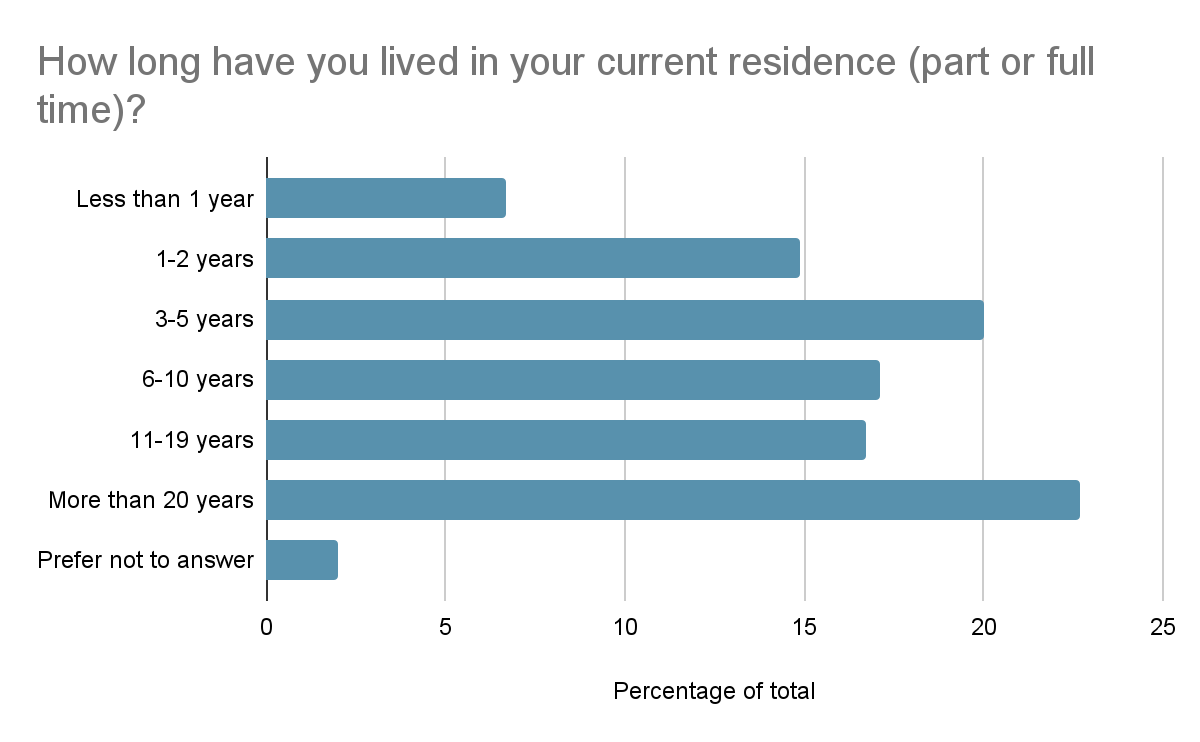 How long have you lived in your current residence (part or full
time)?
Less than 1 year
1-2 years
3-5 years
6-10 years
11-19 years
More than 20 years
Prefer not to answer
0 5 10 15 20 25
Percentage of total